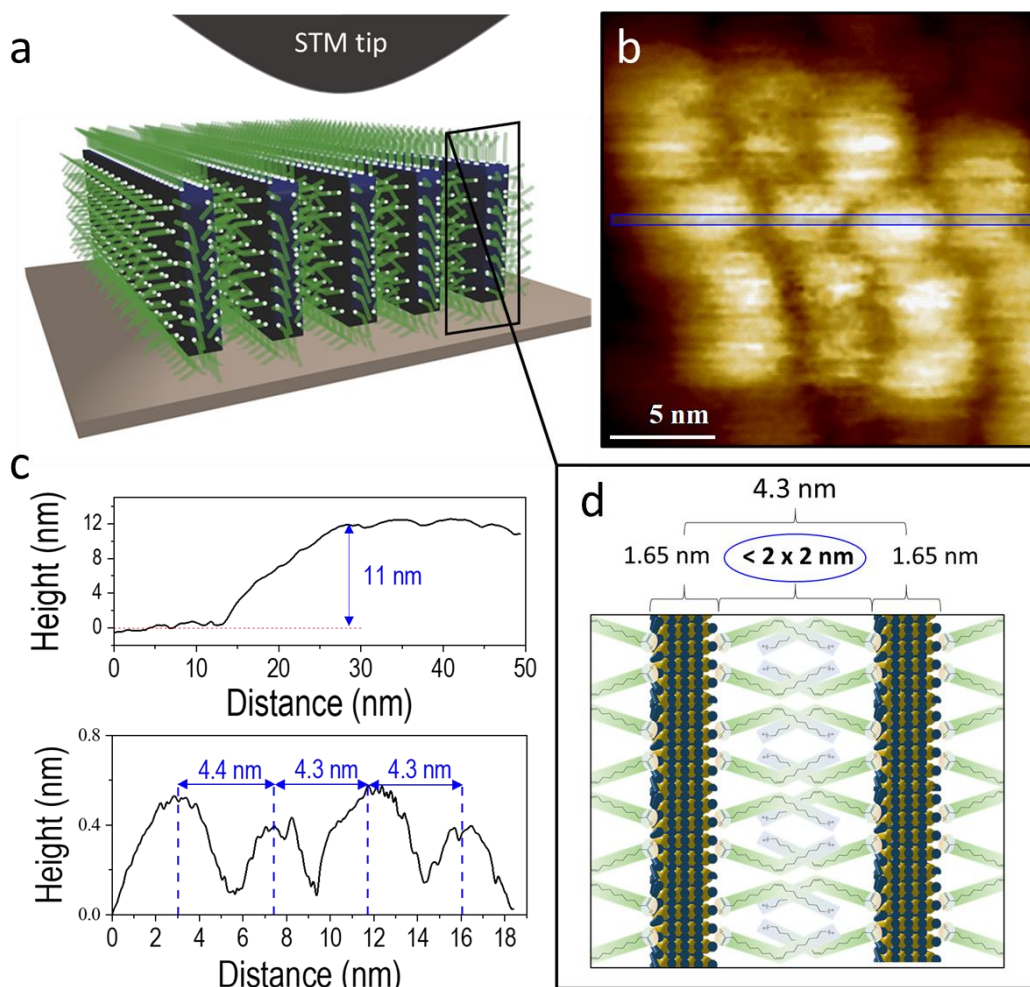 a
STM tip
b
5 nm
c
Height (nm)
12
8
4
0
11 nm
0 10 20 30 40 50
Distance (nm)
Height (nm)
0.8
0.4
0.0
4.4 nm
4.3 nm
4.3 nm
0 2 4 6 8 10 12 14 16 18
Distance (nm)
d
4.3 nm
1.65 nm < 2 x 2 nm 1.65 nm